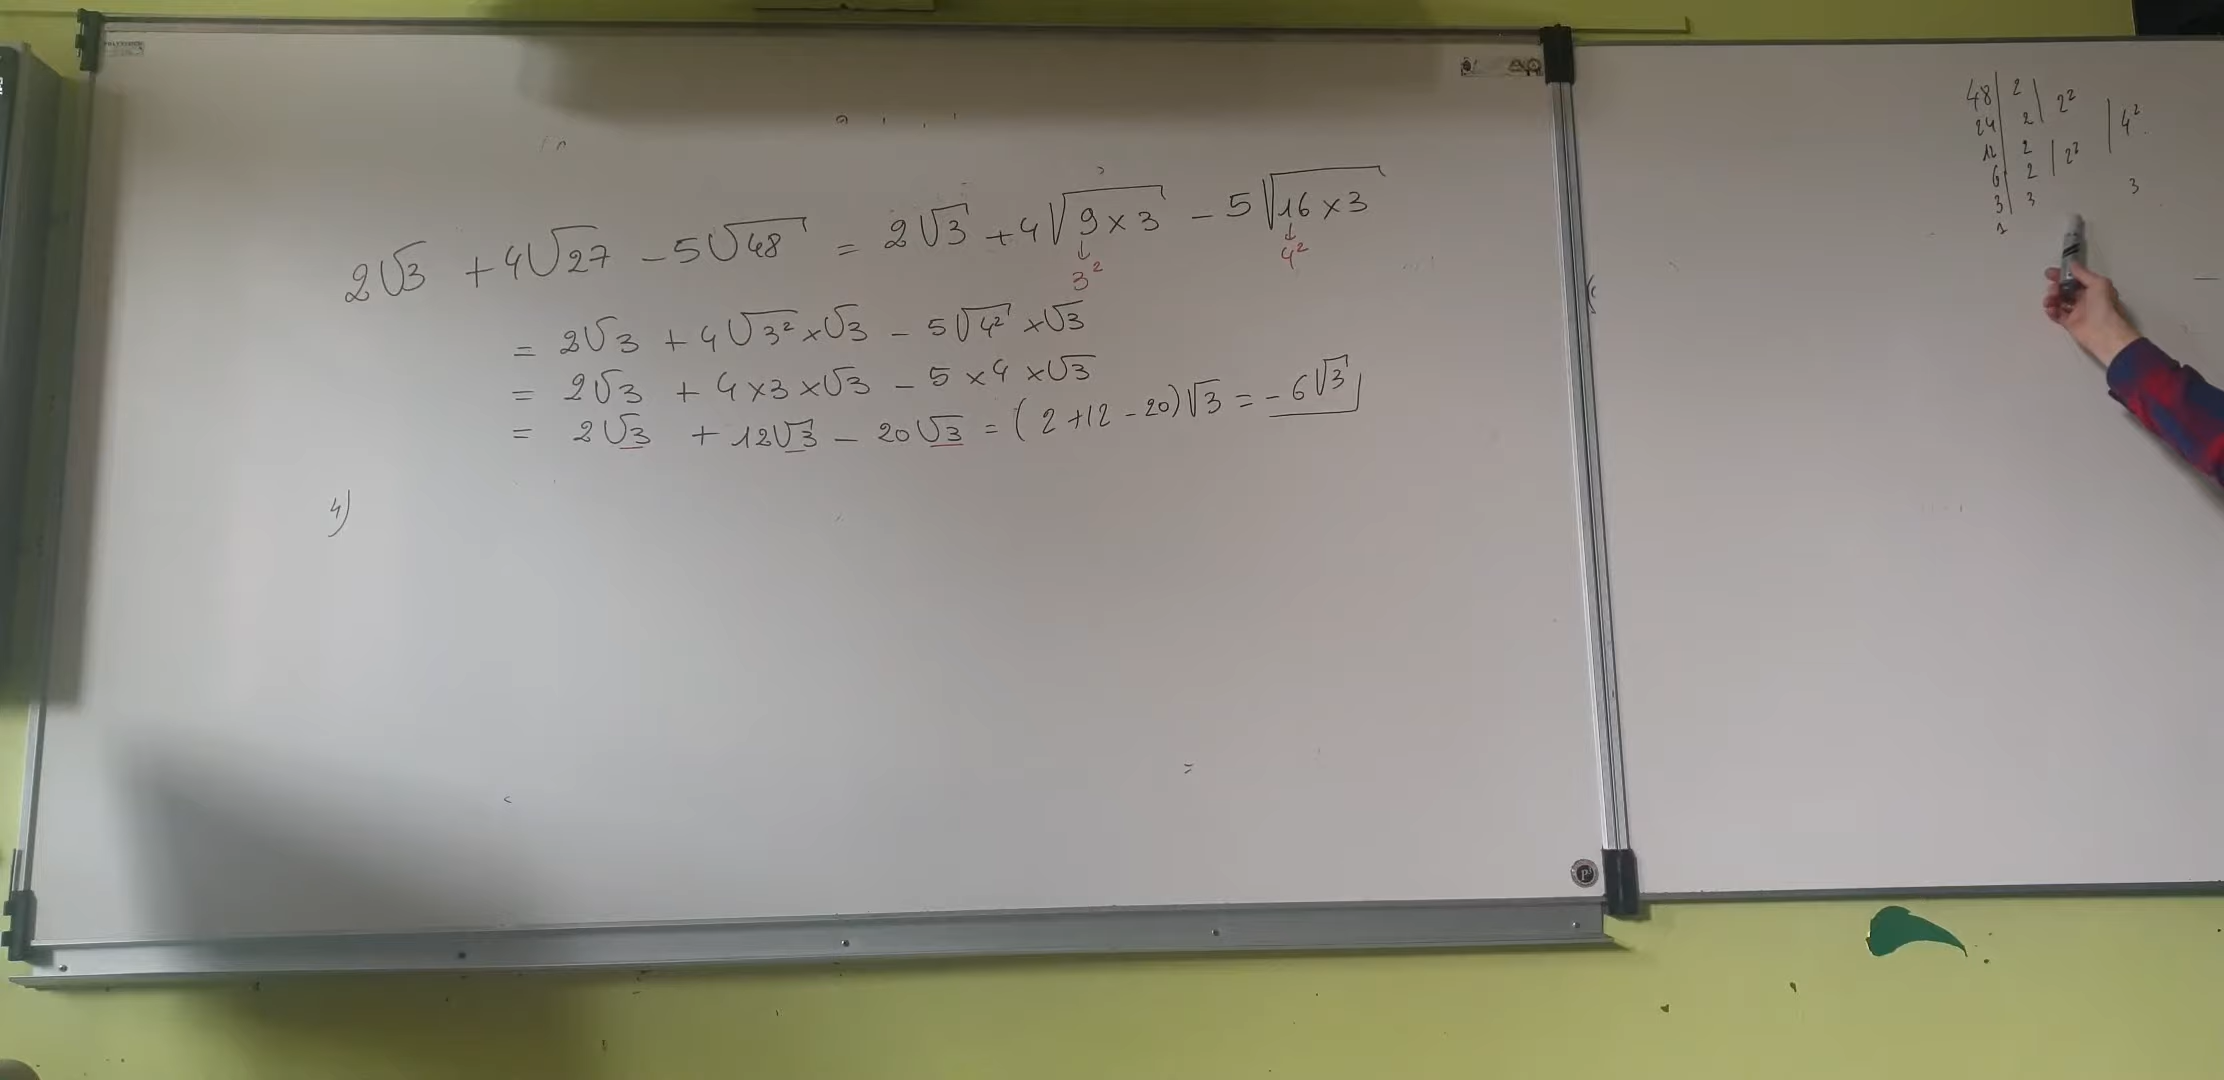 2√3 + 4√27 - 5√48 = 2√3 + 4√9×3 - 5√16×3
↓ ↓
3² 4²
= 2√3 + 4√3² × √3 - 5√4² × √3
= 2√3 + 4×3×√3 - 5×4×√3
= 2√3 + 12√3 - 20√3 = (2+12-20)√3 = -6√3
4)
48 | 2 | 2²
24 | 2 | 4²
12 | 2 | 2²
6 | 2
3 | 3 3
1